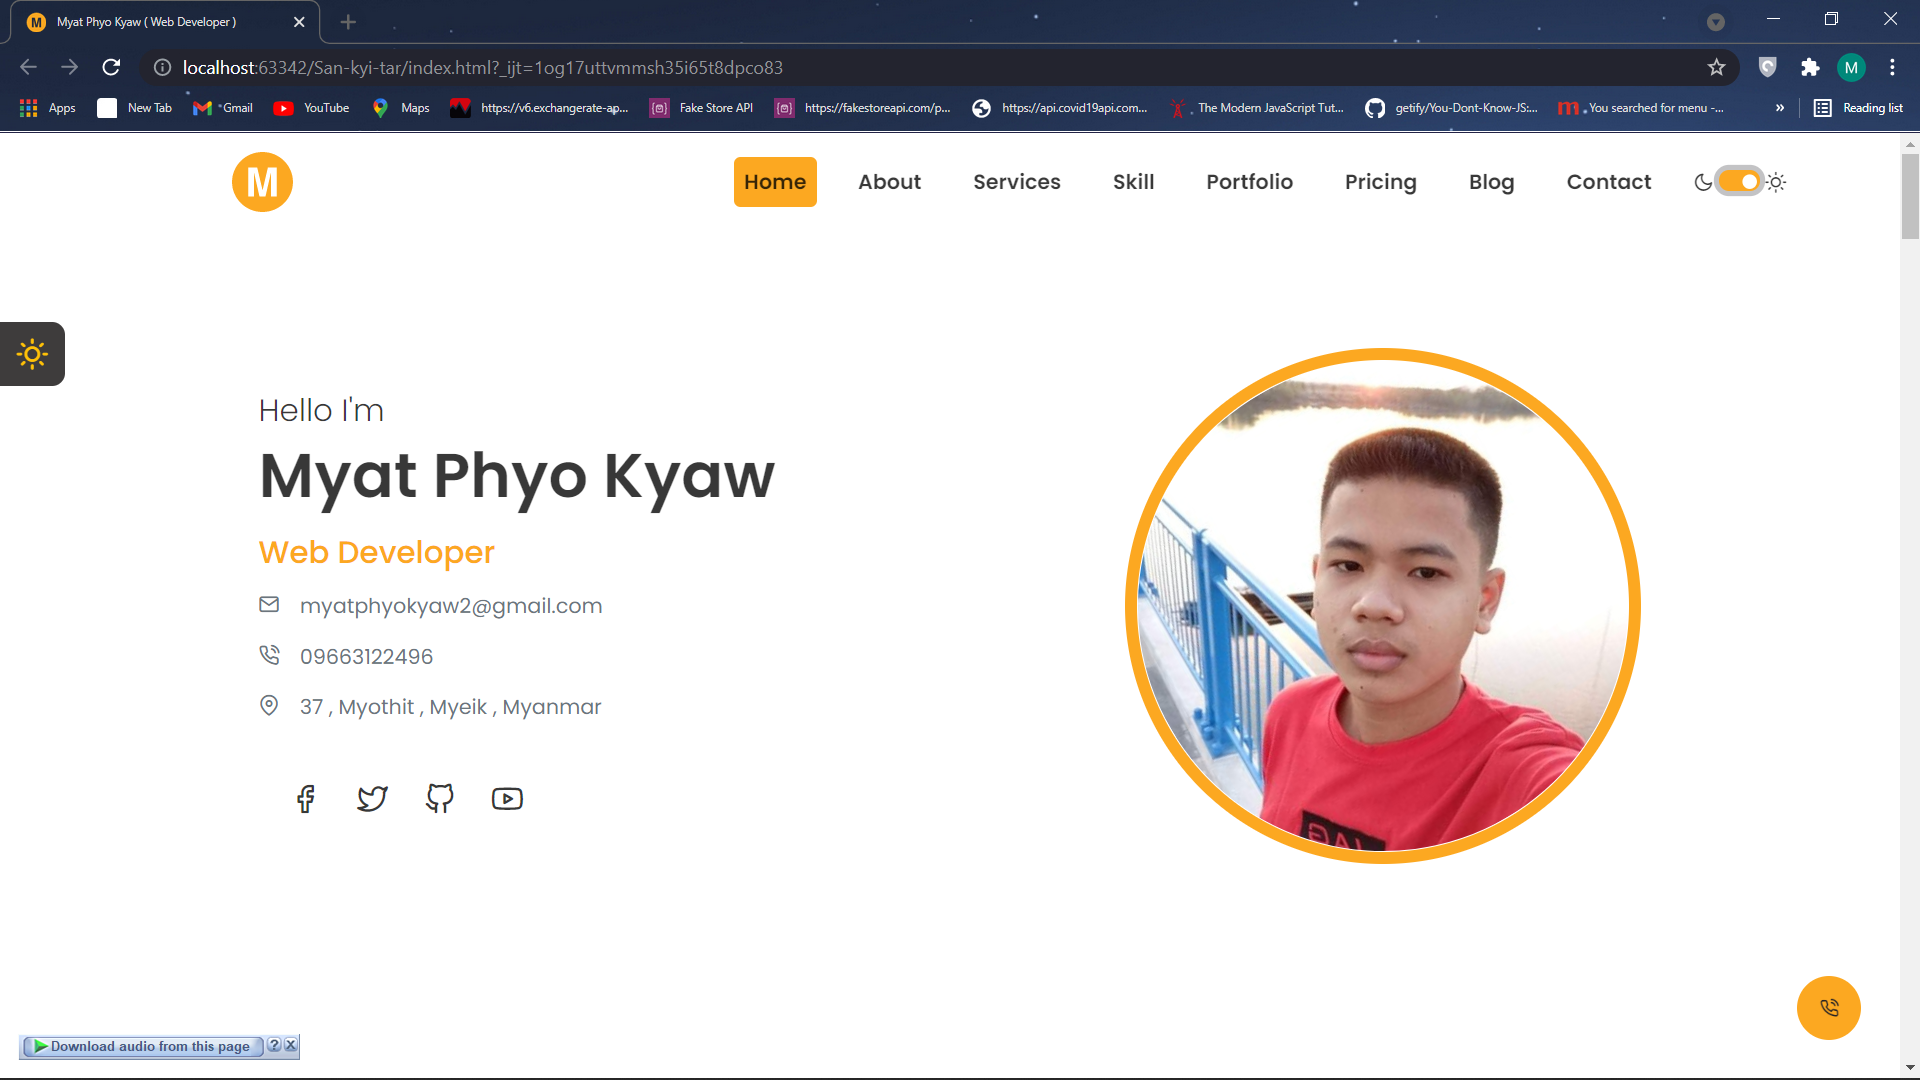 M Myat Phyo Kyaw ( Web Developer )
localhost:63342/San-kyi-tar/index.html?_ijt=1og17uttvmmsh35i65t8dpco83
M
Apps New Tab Gmail YouTube Maps https://v6.exchangerate-ap... Fake Store API https://fakestoreapi.com/p... https://api.covid19api.com... The Modern JavaScript Tut... getify/You-Dont-Know-JS:... m You searched for menu -... » Reading list
M Home About Services Skill Portfolio Pricing Blog Contact
Hello I'm
Myat Phyo Kyaw
Web Developer
myatphyokyaw2@gmail.com
09663122496
37 , Myothit , Myeik , Myanmar
Download audio from this page ? X